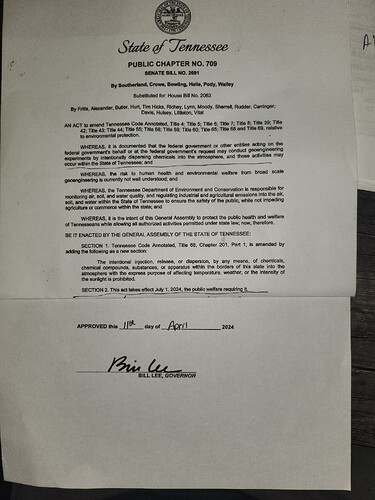 State of Tennessee
PUBLIC CHAPTER NO. 709
SENATE BILL NO. 2691
By Southerland, Crowe, Bowling, Haile, Pody, Walley
Substituted for: House Bill No. 2063
By Fritts, Alexander, Butler, Hurt, Tim Hicks, Richey, Lynn, Moody, Sherrell, Rudder, Carringer;
Davis, Hulsey, Littleton, Vital
AN ACT to amend Tennessee Code Annotated, Title 4; Title 5; Title 6; Title 7; Title 8; Title 39; Title
42; Title 43; Title 44; Title 55; Title 58; Title 59; Title 60; Title 65; Title 68 and Title 69, relative
to environmental protection.
WHEREAS, it is documented that the federal government or other entities acting on the
federal government's behalf or at the federal government's request may conduct geoengineering
experiments by intentionally dispersing chemicals into the atmosphere, and those activities may
occur within the State of Tennessee; and
WHEREAS, the risk to human health and environmental welfare from broad scale
geoengineering is currently not well understood; and
WHEREAS, the Tennessee Department of Environment and Conservation is responsible for
monitoring air, soil, and water quality, and regulating industrial and agricultural emissions into the air,
soil, and water within the State of Tennessee to ensure the safety of the public, while not impacting
agriculture or commerce within the state; and
WHEREAS, it is the intent of this General Assembly to protect the public health and welfare
of Tennesseans while allowing all authorized activities permitted under state law; now, therefore,
BE IT ENACTED BY THE GENERAL ASSEMBLY OF THE STATE OF TENNESSEE:
SECTION 1. Tennessee Code Annotated, Title 68, Chapter 201, Part 1, is amended by
adding the following as a new section:
The intentional injection, release, or dispersion, by any means, of chemicals,
chemical compounds, substances, or apparatus within the borders of this state into the
atmosphere with the express purpose of affecting temperature, weather, or the intensity
of the sunlight is prohibited.
SECTION 2. This act takes effect July 1, 2024, the public welfare requiring it.
APPROVED this 11th day of April 2024
Bill Lee
BILL LEE, GOVERNOR